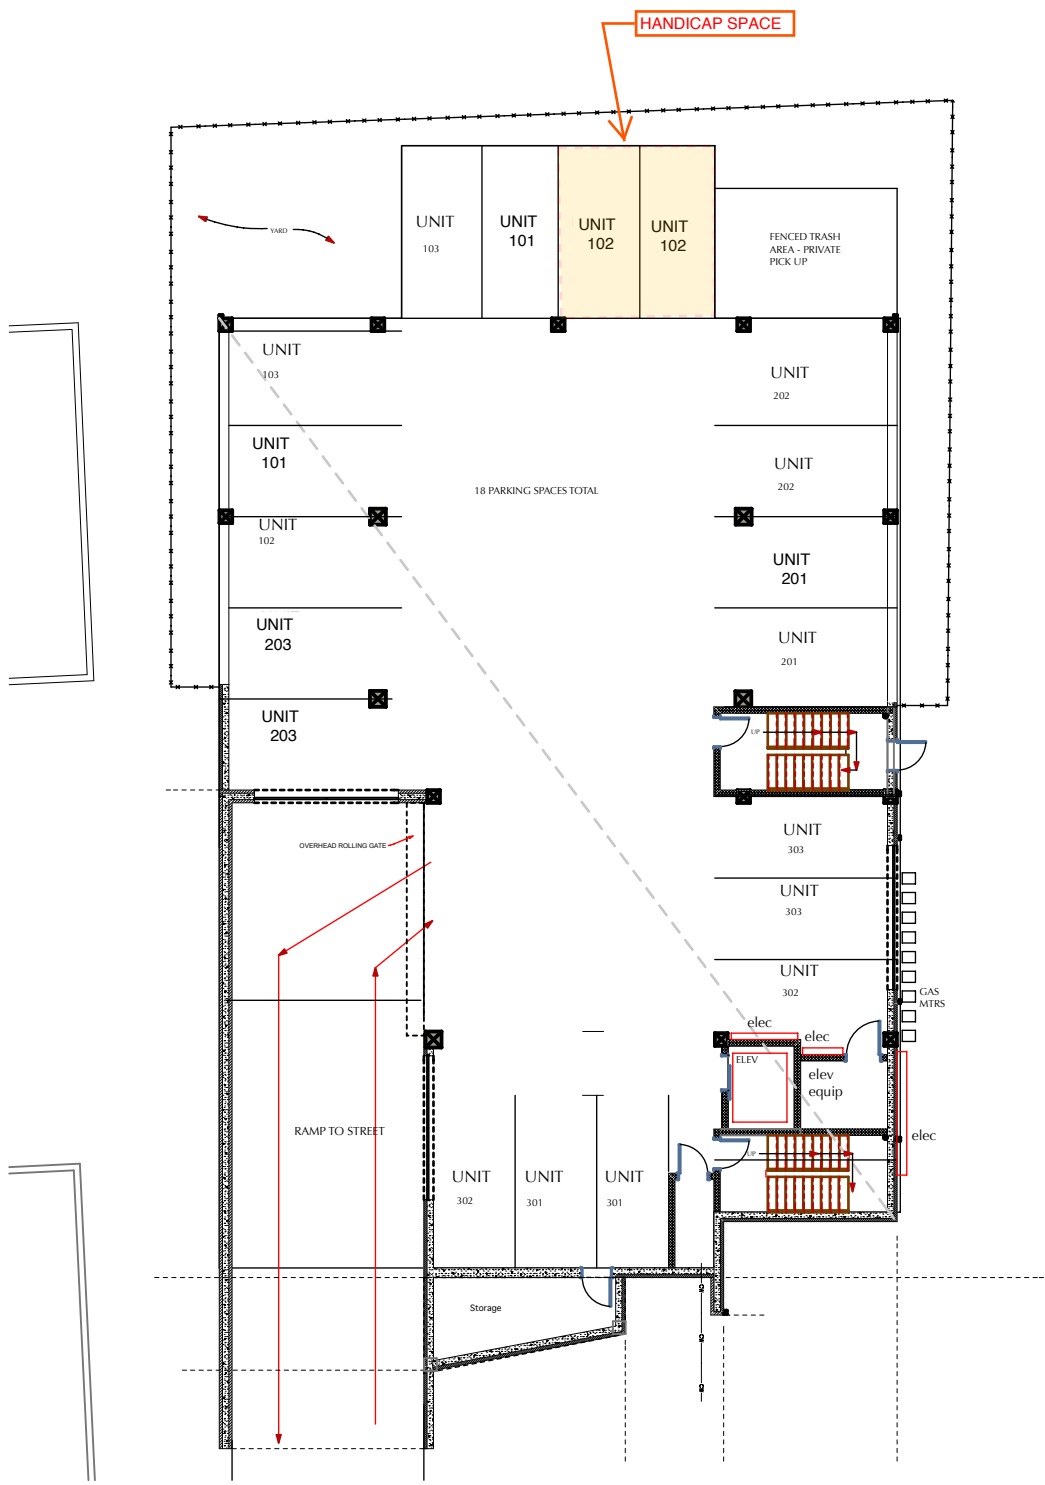 HANDICAP SPACE
UNIT
103
UNIT
101
UNIT
102
UNIT
102
YARD
FENCED TRASH
AREA - PRIVATE
PICK UP
UNIT
103
UNIT
202
UNIT
101
UNIT
202
18 PARKING SPACES TOTAL
UNIT
102
UNIT
201
UNIT
203
UNIT
201
UNIT
203
UP
UNIT
303
OVERHEAD ROLLING GATE
UNIT
303
UNIT
302
GAS
MTRS
elec
elec
ELEV
elev
equip
elec
RAMP TO STREET
UP
UNIT
302
UNIT
301
UNIT
301
Storage